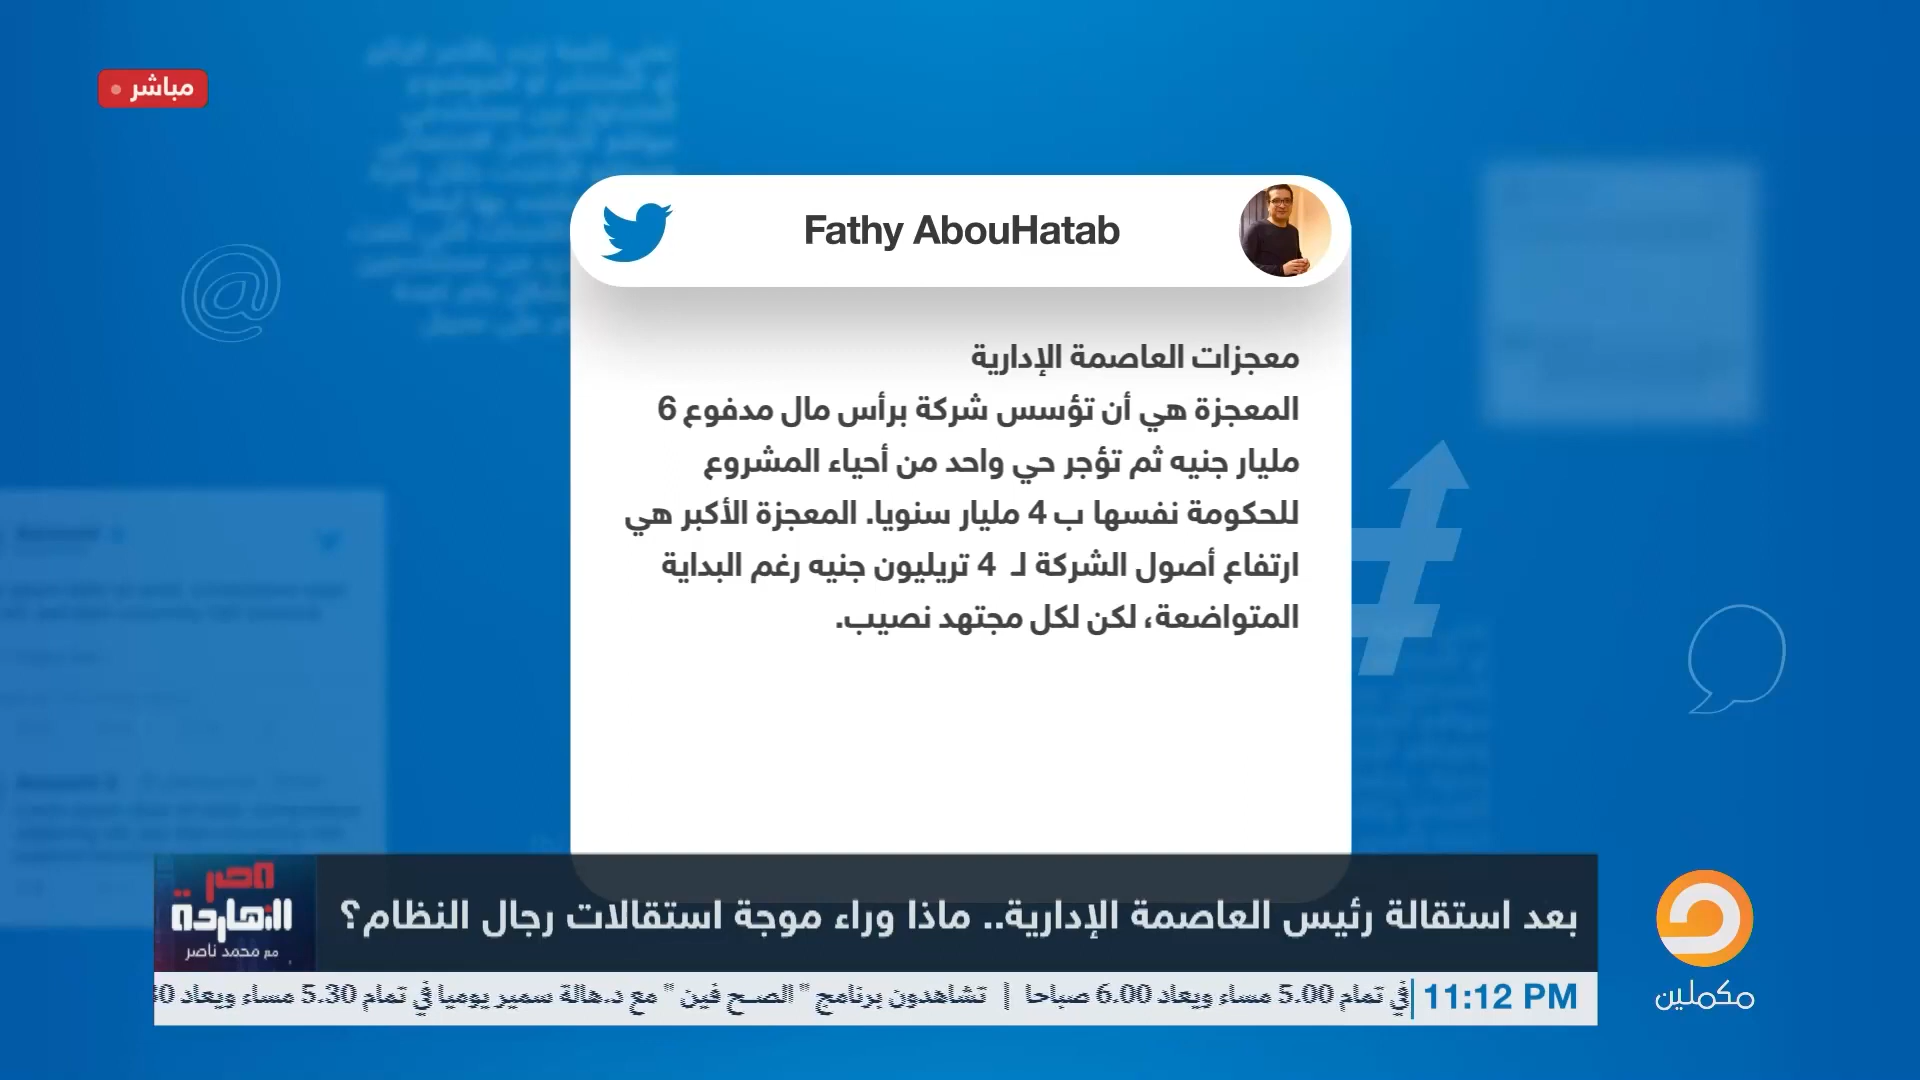 مباشر
Fathy AbouHatab
معجزات العاصمة الإدارية
المعجزة هي أن تؤسس شركة برأس مال مدفوع 6
مليار جنيه ثم تؤجر حي واحد من أحياء المشروع
للحكومة نفسها ب 4 مليار سنويا. المعجزة الأكبر هي
ارتفاع أصول الشركة لـ 4 تريليون جنيه رغم البداية
المتواضعة، لكن لكل مجتهد نصيب.
بعد استقالة رئيس العاصمة الإدارية.. ماذا وراء موجة استقالات رجال النظام؟
مصر
النهاردة
مع محمد ناصر
11:12 PM
في تمام 5.00 مساء ويعاد 6.00 صباحا | تشاهدون برنامج " الصح فين " مع د.هالة سمير يوميا في تمام 5.30 مساء ويعاد
مكملين